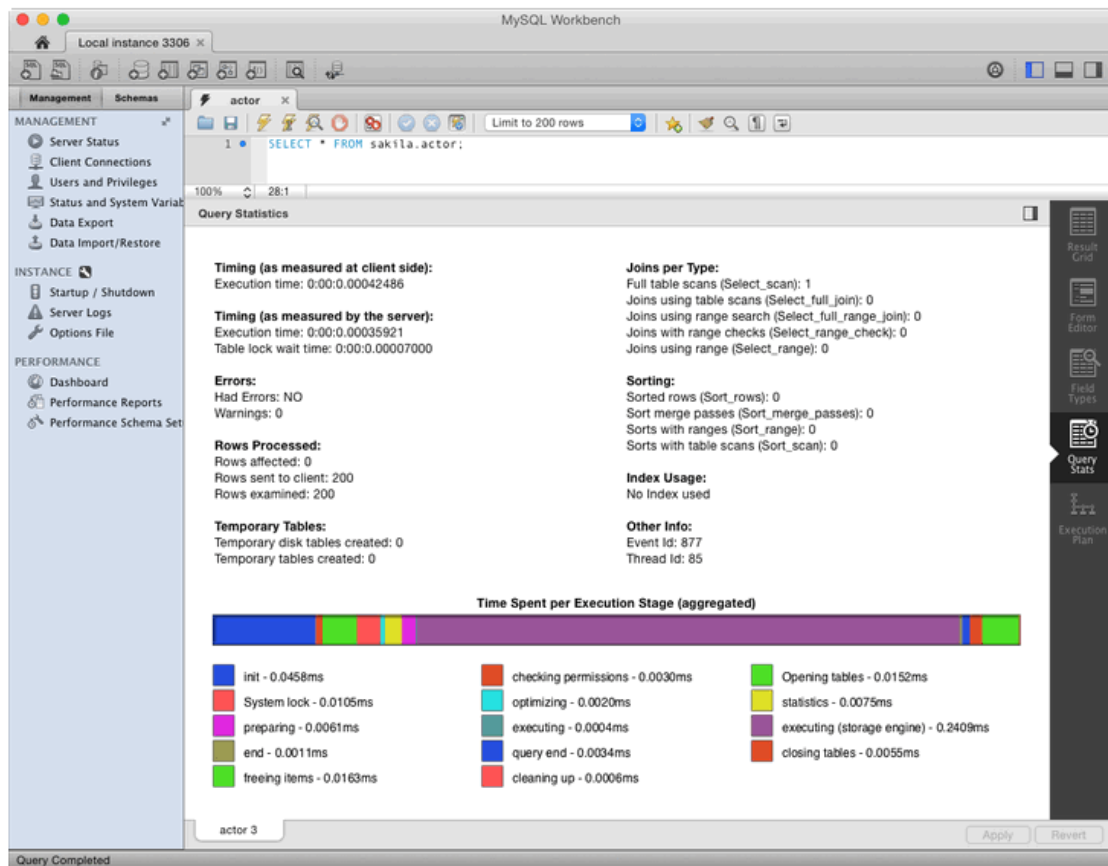 MySQL Workbench
Local instance 3306
Management Schemas
MANAGEMENT
Server Status
Client Connections
Users and Privileges
Status and System Variab
Data Export
Data Import/Restore
INSTANCE
Startup / Shutdown
Server Logs
Options File
PERFORMANCE
Dashboard
Performance Reports
Performance Schema Set
actor
Limit to 200 rows
1 SELECT * FROM sakila.actor;
100% 28:1
Query Statistics
Timing (as measured at client side):
Execution time: 0:00:0.00042486
Timing (as measured by the server):
Execution time: 0:00:0.00035921
Table lock wait time: 0:00:0.00007000
Errors:
Had Errors: NO
Warnings: 0
Rows Processed:
Rows affected: 0
Rows sent to client: 200
Rows examined: 200
Temporary Tables:
Temporary disk tables created: 0
Temporary tables created: 0
Joins per Type:
Full table scans (Select_scan): 1
Joins using table scans (Select_full_join): 0
Joins using range search (Select_full_range_join): 0
Joins with range checks (Select_range_check): 0
Joins using range (Select_range): 0
Sorting:
Sorted rows (Sort_rows): 0
Sort merge passes (Sort_merge_passes): 0
Sorts with ranges (Sort_range): 0
Sorts with table scans (Sort_scan): 0
Index Usage:
No Index used
Other Info:
Event Id: 877
Thread Id: 85
Time Spent per Execution Stage (aggregated)
init - 0.0458ms
checking permissions - 0.0030ms
Opening tables - 0.0152ms
System lock - 0.0105ms
optimizing - 0.0020ms
statistics - 0.0075ms
preparing - 0.0061ms
executing - 0.0004ms
executing (storage engine) - 0.2409ms
end - 0.0011ms
query end - 0.0034ms
closing tables - 0.0055ms
freeing items - 0.0163ms
cleaning up - 0.0006ms
Result
Grid
Form
Editor
Field
Types
Query
Stats
Execution
Plan
actor 3
Apply
Revert
Query Completed